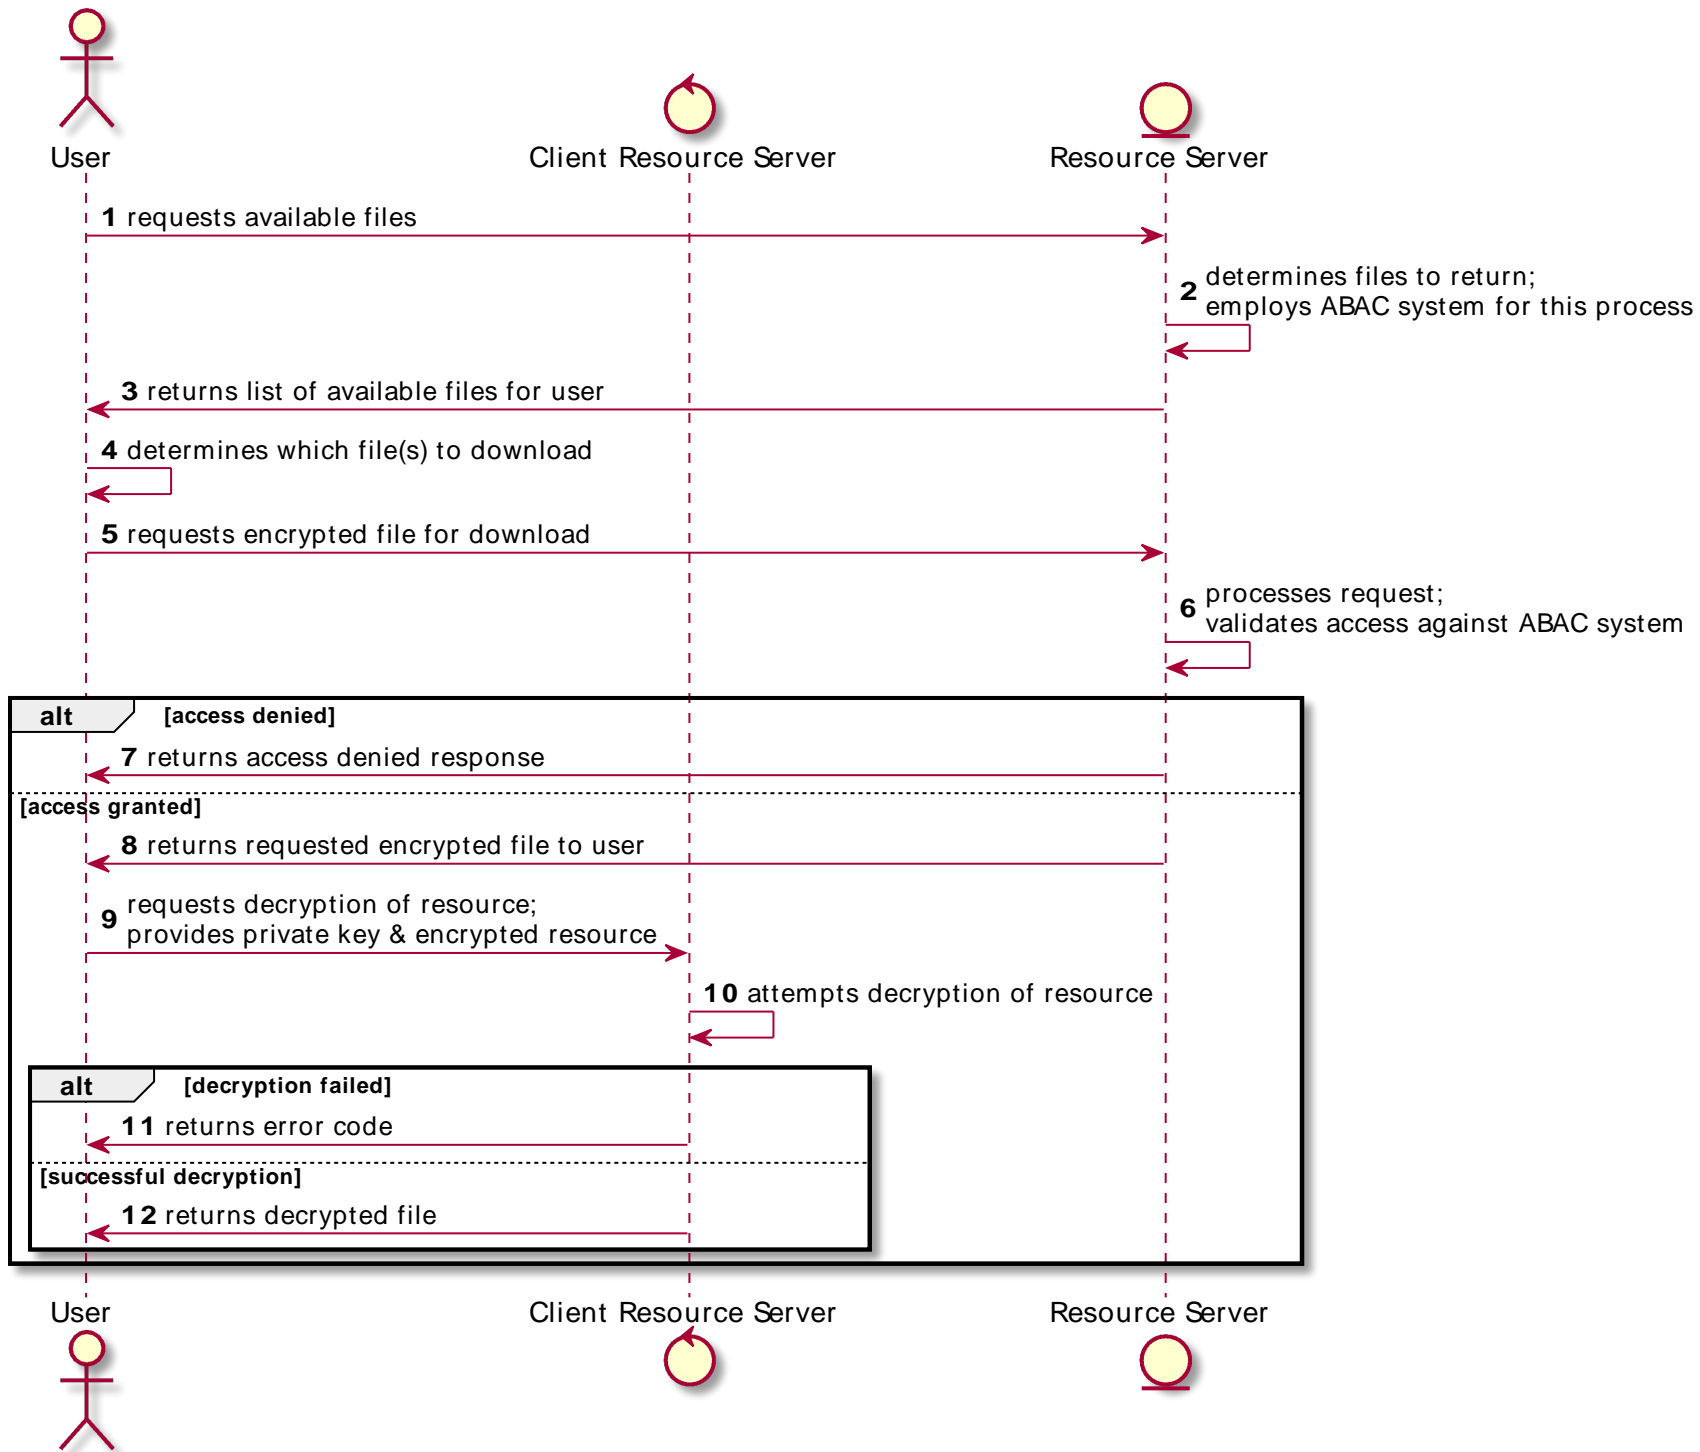 User
Client Resource Server
Resource Server
1 requests available files
2 determines files to return;
employs ABAC system for this process
3 returns list of available files for user
4 determines which file(s) to download
5 requests encrypted file for download
6 processes request;
validates access against ABAC system
alt [access denied]
7 returns access denied response
[access granted]
8 returns requested encrypted file to user
9 requests decryption of resource;
provides private key & encrypted resource
10 attempts decryption of resource
alt [decryption failed]
11 returns error code
[successful decryption]
12 returns decrypted file
User
Client Resource Server
Resource Server